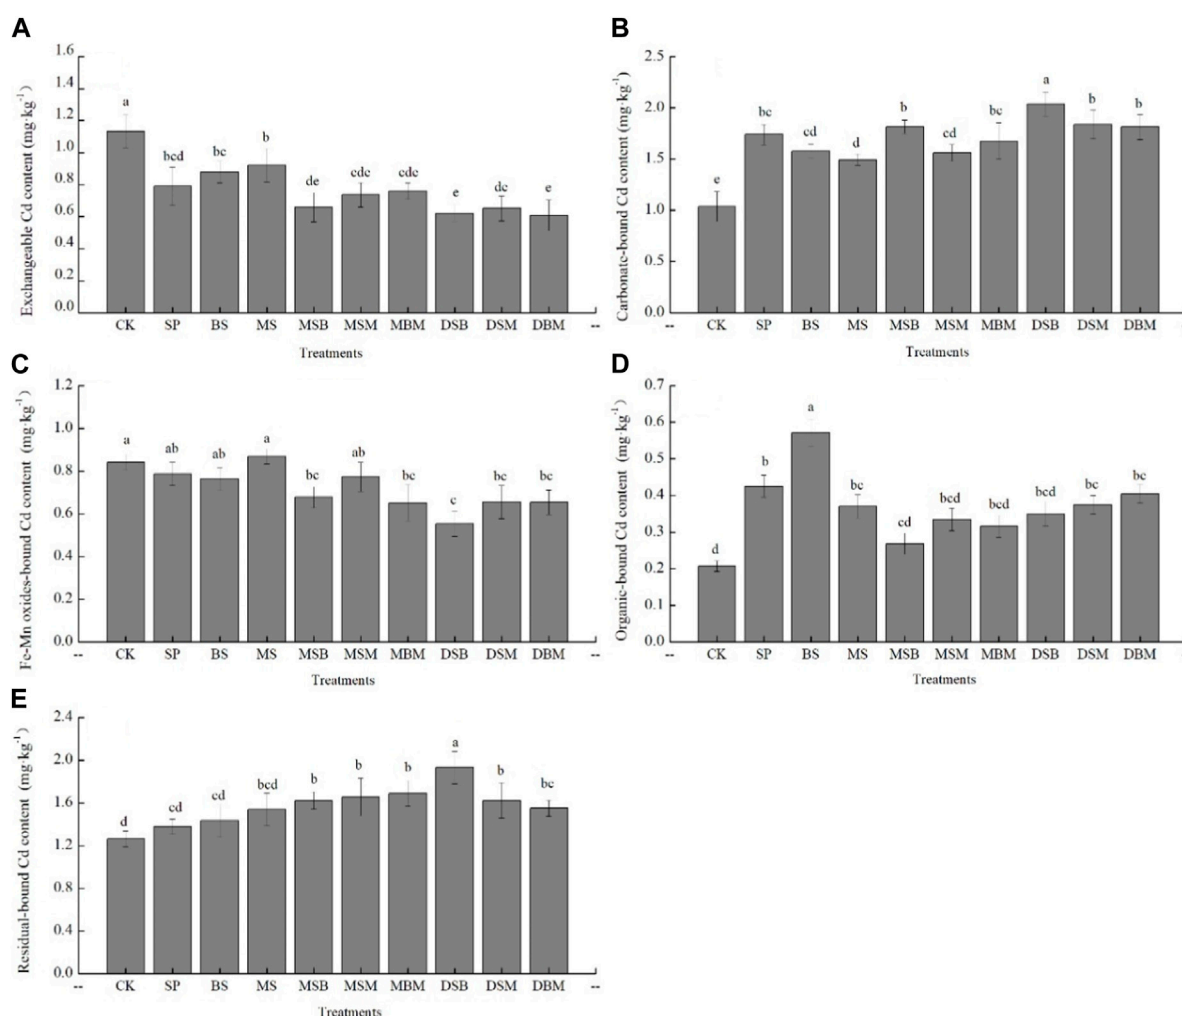 A
Exchangeable Cd content (mg·kg-1)
1.6
1.4
1.2
1.0
0.8
0.6
0.4
0.2
0.0
a bcd bc b de cde cde e de e
CK SP BS MS MSB MSM MBM DSB DSM DBM --
Treatments
B
Carbonate-bound Cd content (mg·kg-1)
2.5
2.0
1.5
1.0
0.5
0.0
e bc cd d b cd bc a b b
-- CK SP BS MS MSB MSM MBM DSB DSM DBM
Treatments
C
Fe-Mn oxides-bound Cd content (mg·kg-1)
1.2
1.0
0.8
0.6
0.4
0.2
0.0
a ab ab a bc ab bc c bc bc
-- CK SP BS MS MSB MSM MBM DSB DSM DBM --
Treatments
D
Organic-bound Cd content (mg·kg-1)
0.7
0.6
0.5
0.4
0.3
0.2
0.1
0.0
d b a bc cd bcd bcd bcd bc bc
-- CK SP BS MS MSB MSM MBM DSB DSM DBM
Treatments
E
Residual-bound Cd content (mg·kg-1)
2.4
2.0
1.6
1.2
0.8
0.4
0.0
d cd cd bcd b b b a b bc
-- CK SP BS MS MSB MSM MBM DSB DSM DBM --
Treatments